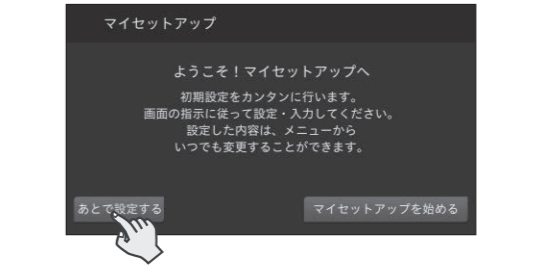 マイセットアップ
ようこそ！マイセットアップへ
初期設定をカンタンに行います。
画面の指示に従って設定・入力してください。
設定した内容は、メニューから
いつでも変更することができます。
あとで設定する
マイセットアップを始める